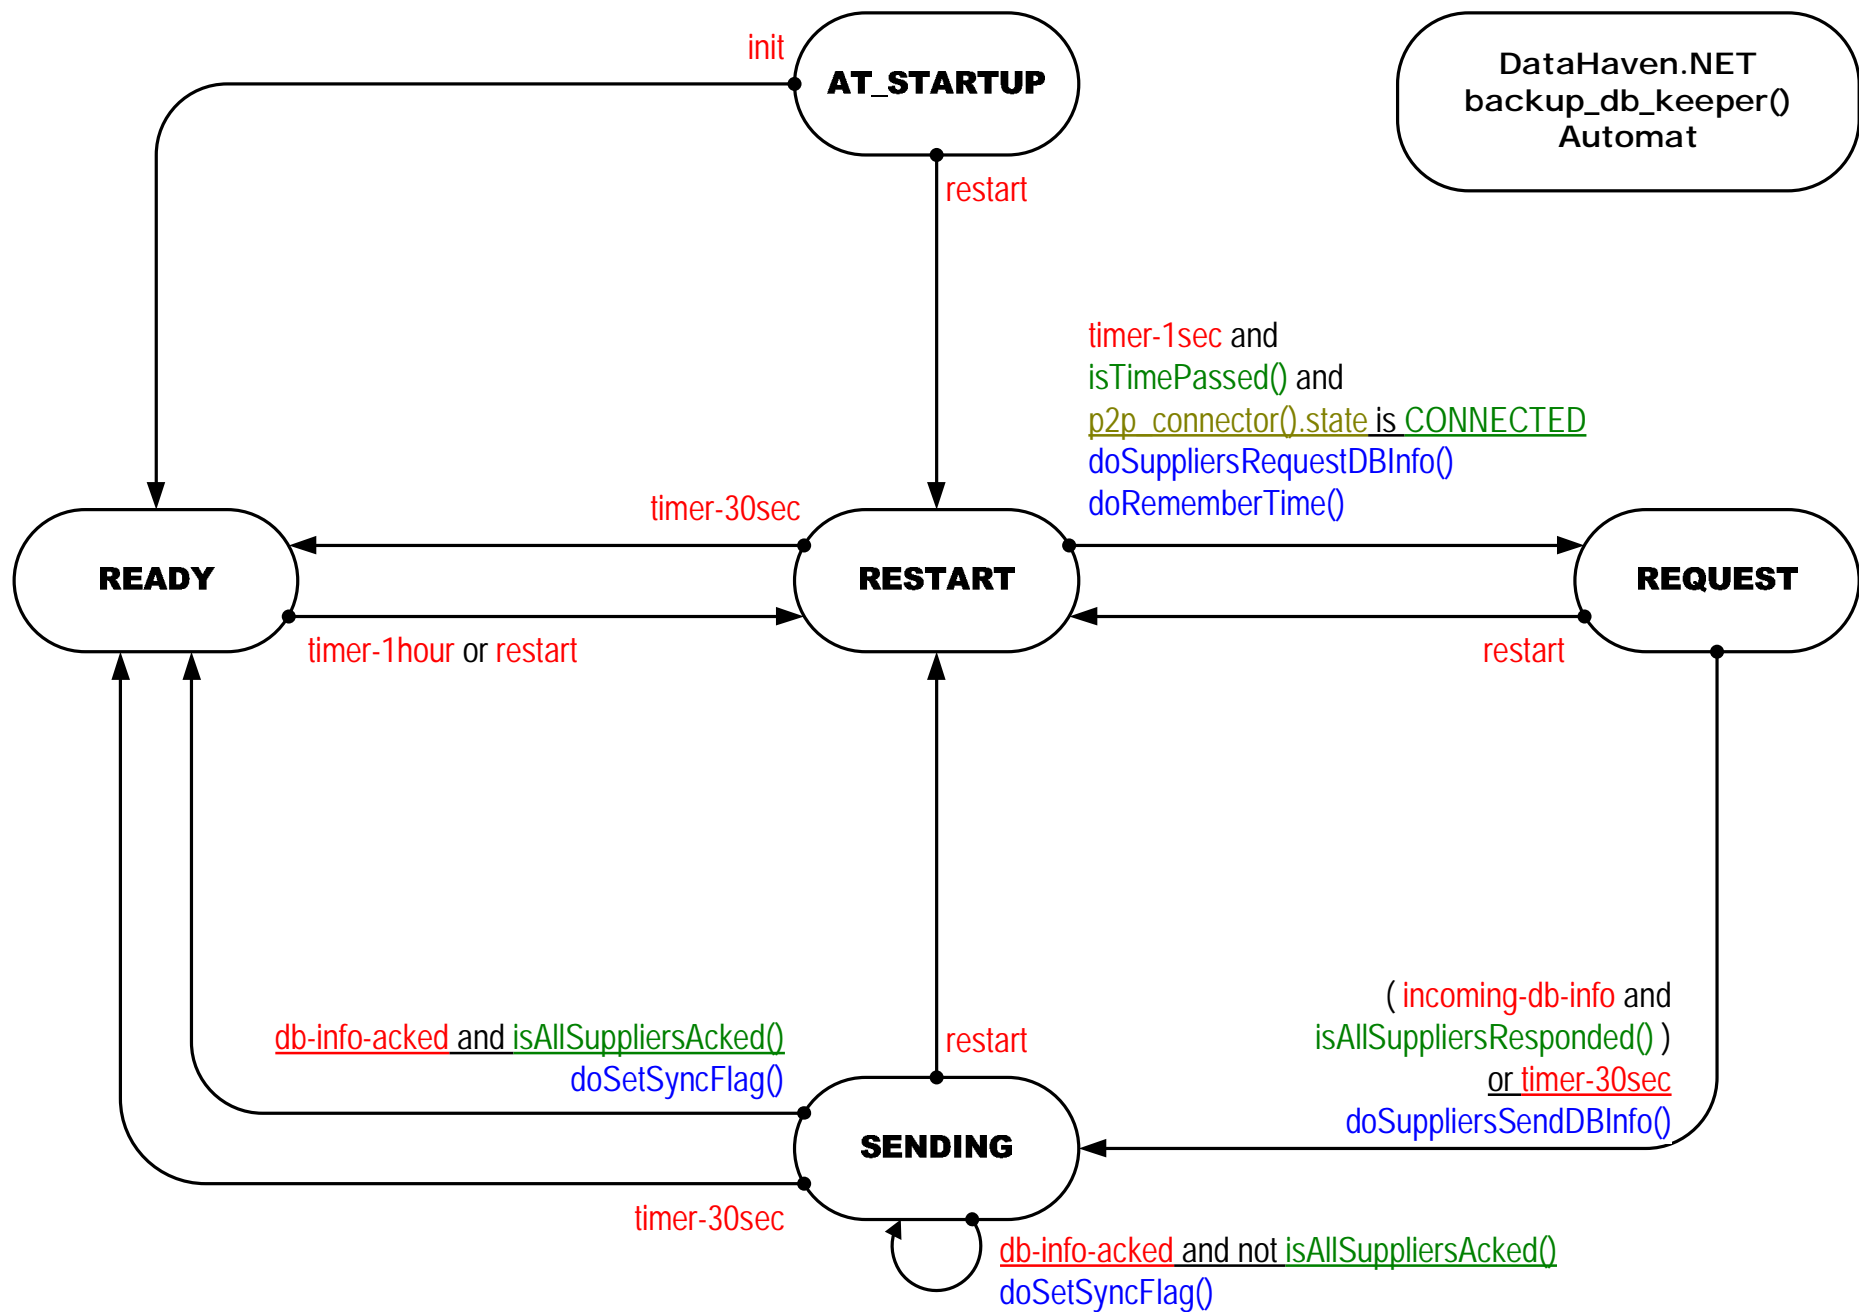 init
AT_STARTUP
DataHaven.NET
backup_db_keeper()
Automat
restart
timer-1sec and
isTimePassed() and
p2p_connector().state is CONNECTED
doSuppliersRequestDBInfo()
doRememberTime()
timer-30sec
READY
RESTART
REQUEST
timer-1hour or restart
restart
( incoming-db-info and
isAllSuppliersResponded() )
or timer-30sec
doSuppliersSendDBInfo()
db-info-acked and isAllSuppliersAcked()
doSetSyncFlag()
restart
SENDING
timer-30sec
db-info-acked and not isAllSuppliersAcked()
doSetSyncFlag()